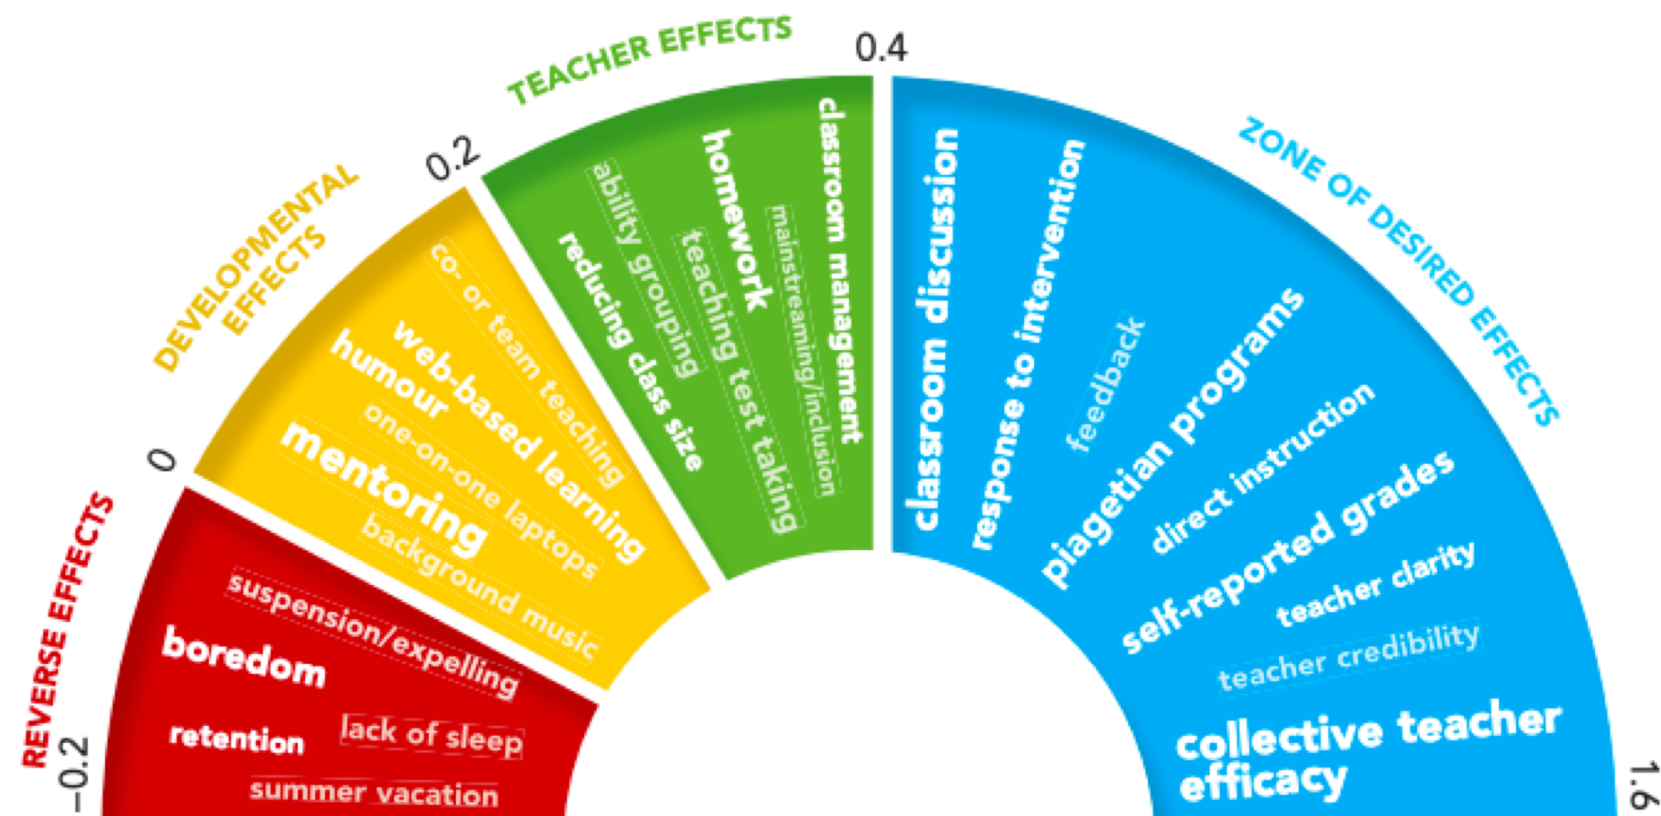 REVERSE EFFECTS
−0.2
suspension/expelling
boredom
retention
lack of sleep
summer vacation
0
DEVELOPMENTAL
EFFECTS
co- or team teaching
web-based learning
humour
one-on-one laptops
mentoring
background music
0.2
TEACHER EFFECTS
reducing class size
ability grouping
teaching test taking
homework
mainstreaming/inclusion
classroom management
0.4
ZONE OF DESIRED EFFECTS
classroom discussion
response to intervention
feedback
piagetian programs
direct instruction
self-reported grades
teacher clarity
teacher credibility
collective teacher
efficacy
1.6